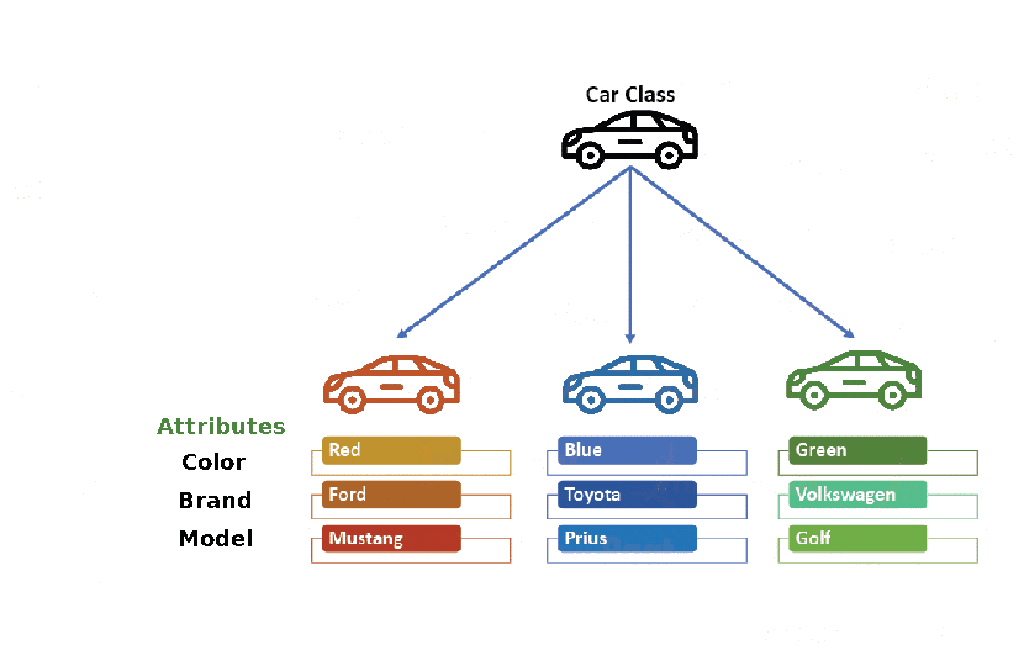 Car Class
Attributes
Color Red Blue Green
Brand Ford Toyota Volkswagen
Model Mustang Prius Golf